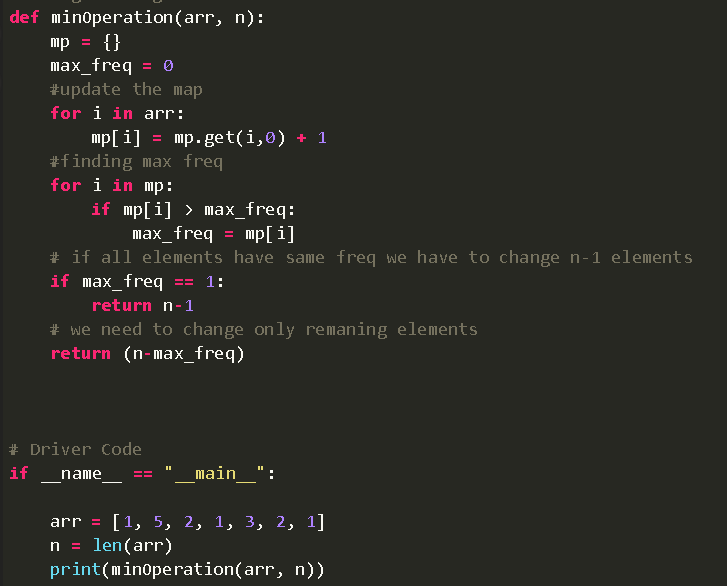 def minOperation(arr, n):
    mp = {}
    max_freq = 0
    #update the map
    for i in arr:
        mp[i] = mp.get(i,0) + 1
    #finding max freq
    for i in mp:
        if mp[i] > max_freq:
            max_freq = mp[i]
    # if all elements have same freq we have to change n-1 elements
    if max_freq == 1:
        return n-1
    # we need to change only remaning elements
    return (n-max_freq)
# Driver Code
if __name__ == "__main__":
    arr = [1, 5, 2, 1, 3, 2, 1]
    n = len(arr)
    print(minOperation(arr, n))